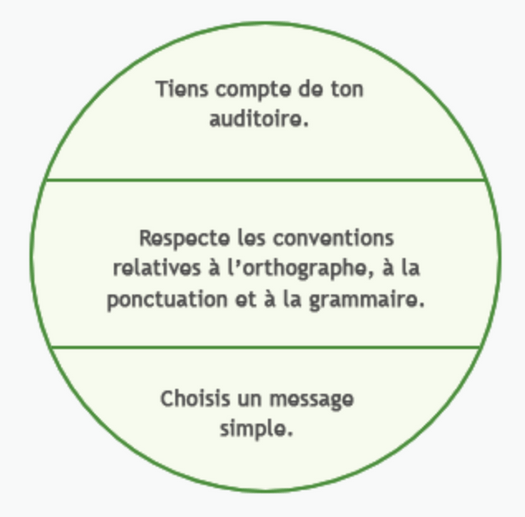 Tiens compte de ton
auditoire.
Respecte les conventions
relatives à l'orthographe, à la
ponctuation et à la grammaire.
Choisis un message
simple.